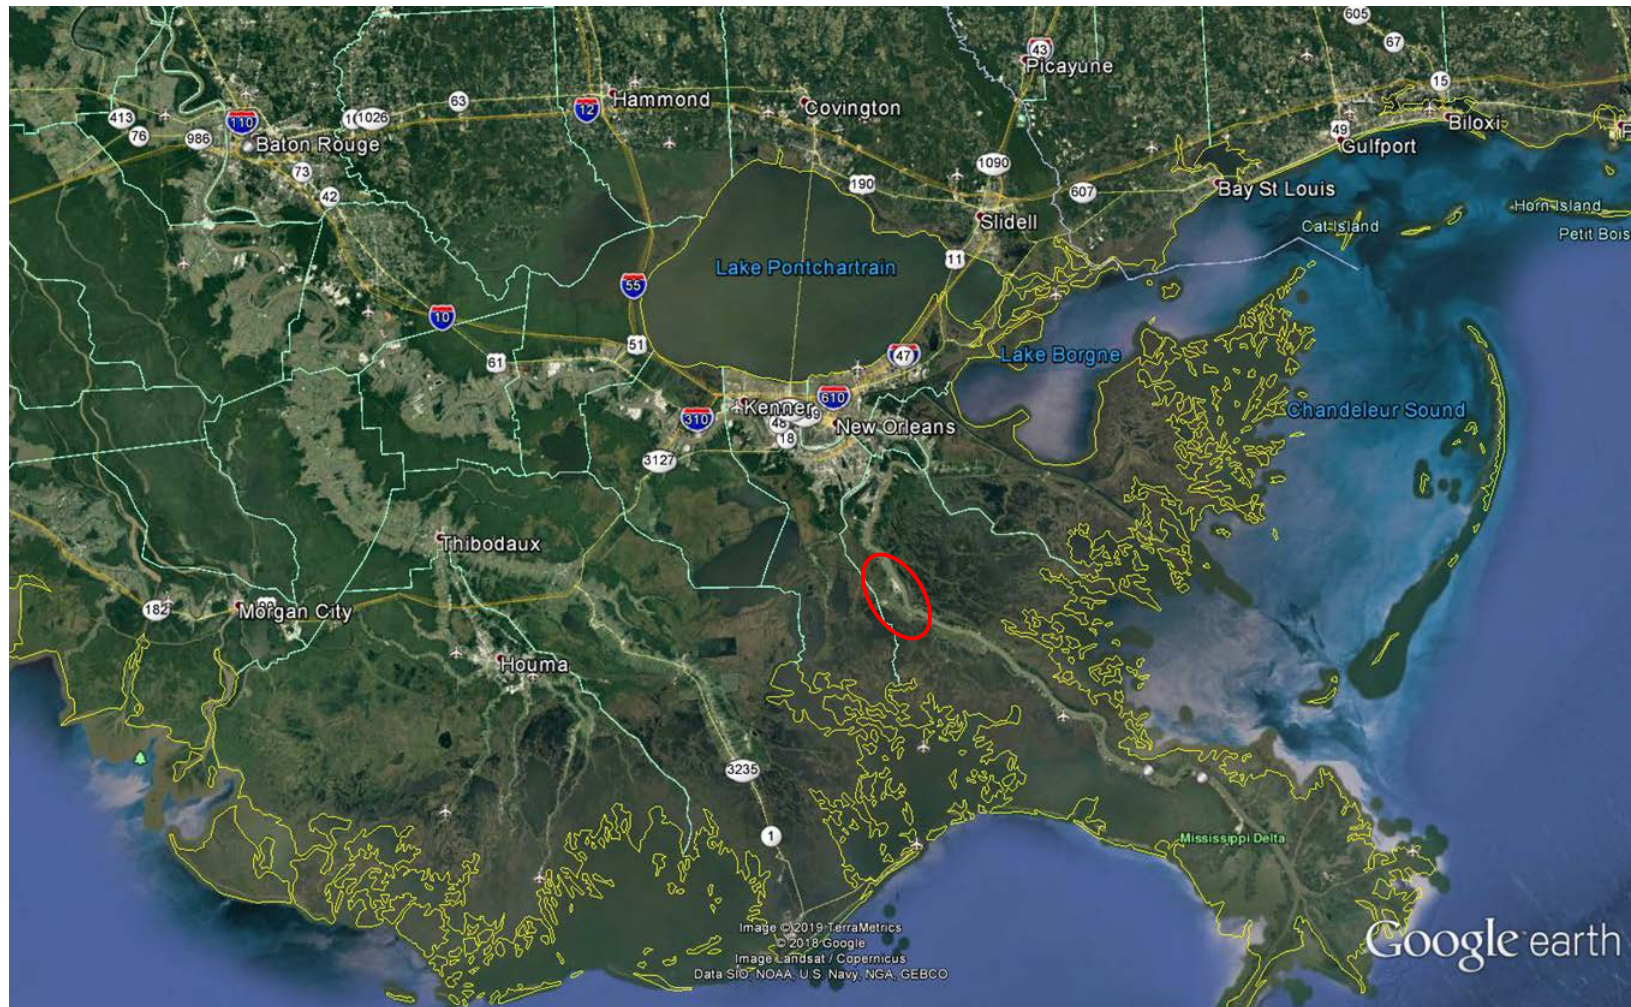 605
67
43
Picayune
15
Hammond
63
12
Covington
413
1026
110
76
986
Baton Rouge
49
Biloxi
Gulfport
73
42
1090
190
607
Bay St Louis
Slidell
Horn Island
Cat Island
Petit Bois
11
Lake Pontchartrain
55
10
51
61
47
Lake Borgne
610
Kenner
310
48
18
New Orleans
Chandeleur Sound
3127
Thibodaux
182
Morgan City
Houma
3235
1
Mississippi Delta
Image © 2019 TerraMetrics
© 2018 Google
Image Landsat / Copernicus
Data SIO, NOAA, U.S. Navy, NGA, GEBCO
Google earth